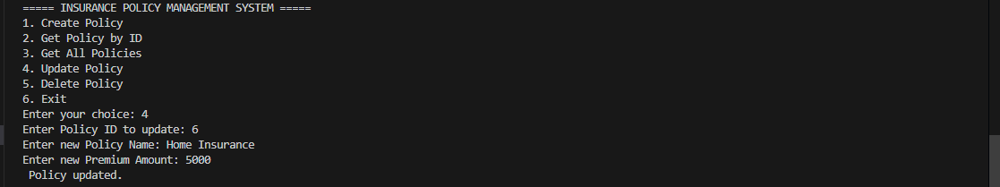 ===== INSURANCE POLICY MANAGEMENT SYSTEM =====
1. Create Policy
2. Get Policy by ID
3. Get All Policies
4. Update Policy
5. Delete Policy
6. Exit
Enter your choice: 4
Enter Policy ID to update: 6
Enter new Policy Name: Home Insurance
Enter new Premium Amount: 5000
 Policy updated.